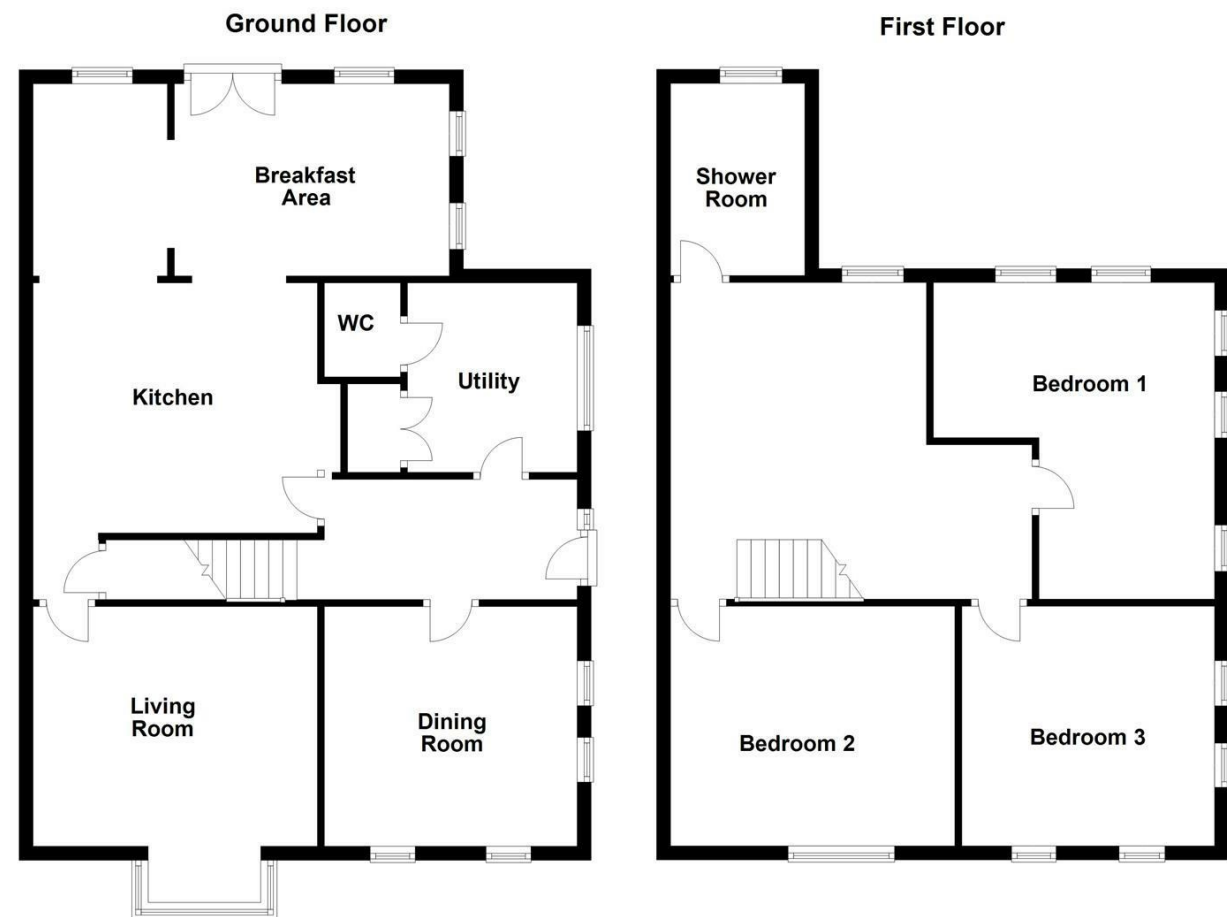 Ground Floor
Breakfast
Area
WC
Kitchen
Utility
Living
Room
Dining
Room
First Floor
Shower
Room
Bedroom 1
Bedroom 2
Bedroom 3